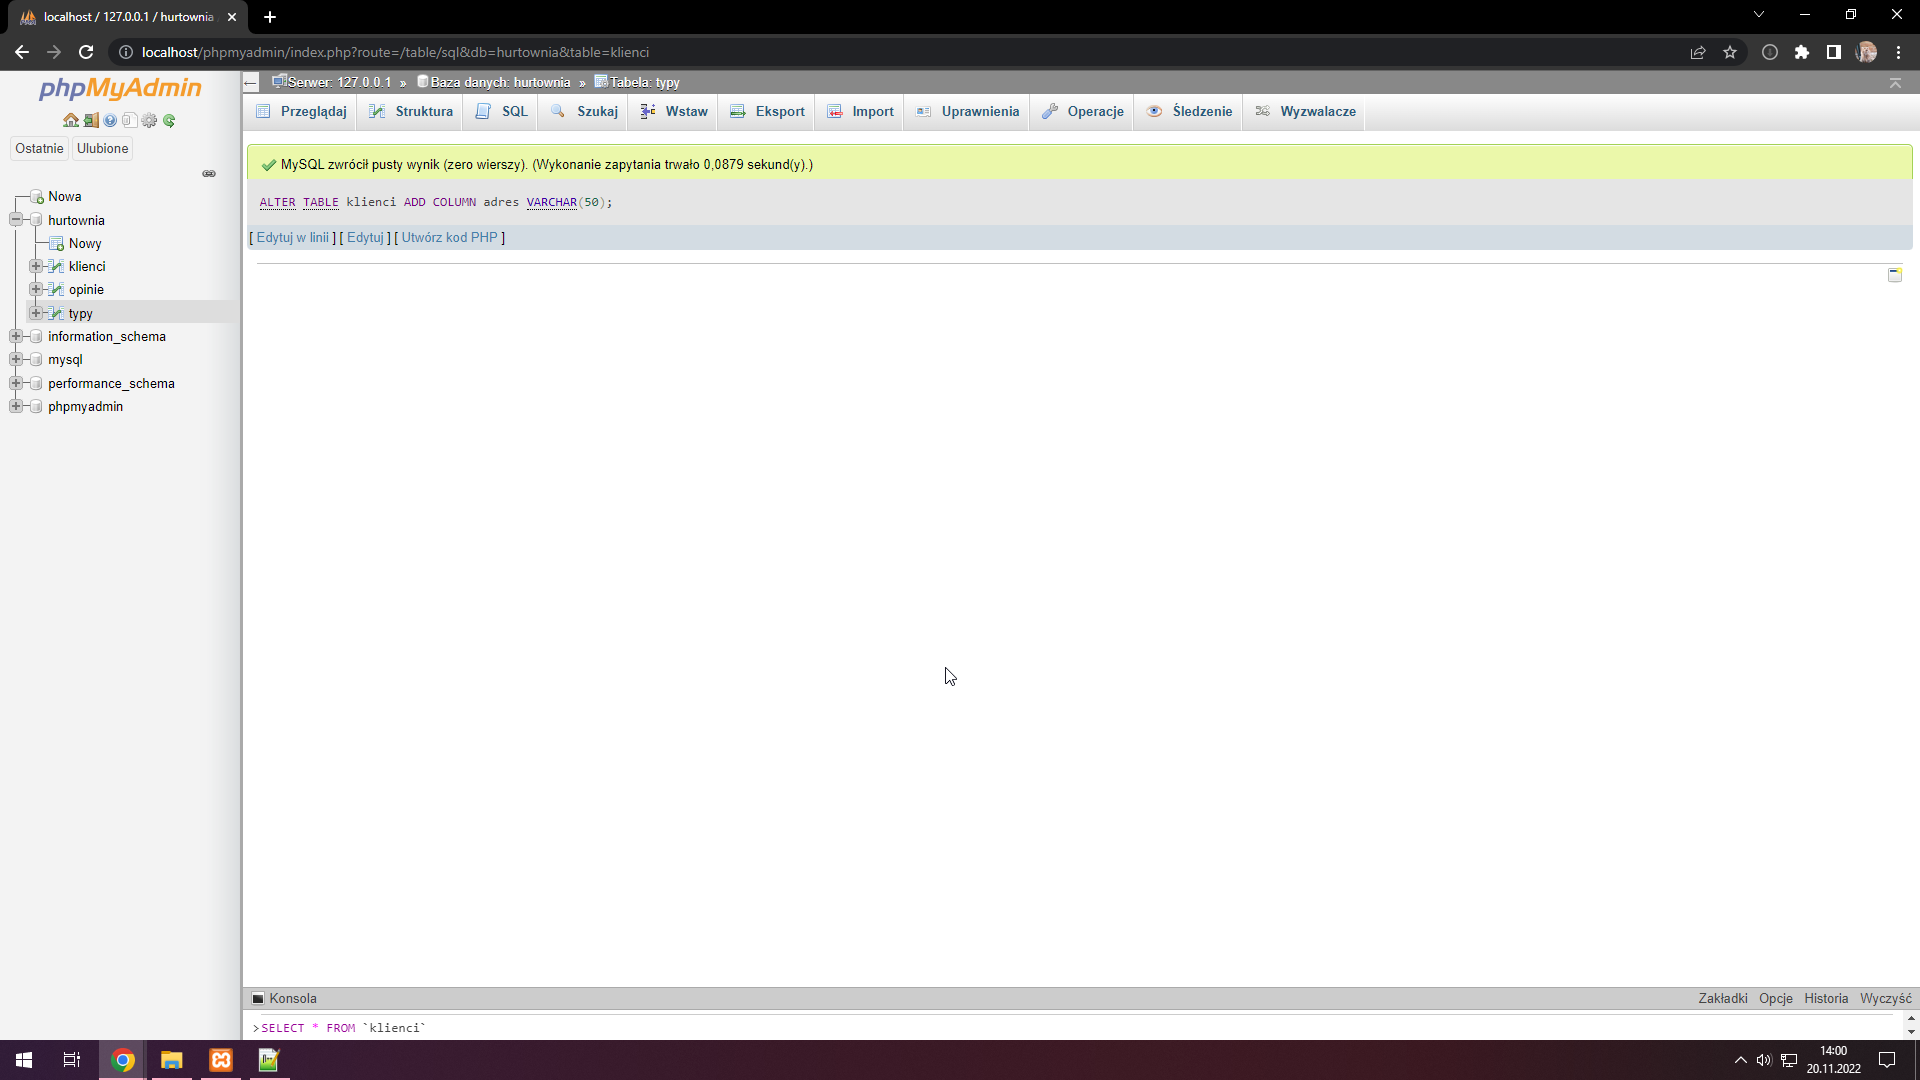 localhost / 127.0.0.1 / hurtownia
localhost/phpmyadmin/index.php?route=/table/sql&db=hurtownia&table=klienci
phpMyAdmin
Ostatnie Ulubione
Nowa
hurtownia
Nowy
klienci
opinie
typy
information_schema
mysql
performance_schema
phpmyadmin
Serwer: 127.0.0.1 » Baza danych: hurtownia » Tabela: typy
Przeglądaj Struktura SQL Szukaj Wstaw Eksport Import Uprawnienia Operacje Śledzenie Wyzwalacze
MySQL zwrócił pusty wynik (zero wierszy). (Wykonanie zapytania trwało 0,0879 sekund(y).)
ALTER TABLE klienci ADD COLUMN adres VARCHAR(50);
[ Edytuj w linii ] [ Edytuj ] [ Utwórz kod PHP ]
Konsola Zakładki Opcje Historia Wyczyść
>SELECT * FROM `klienci`
14:00
20.11.2022